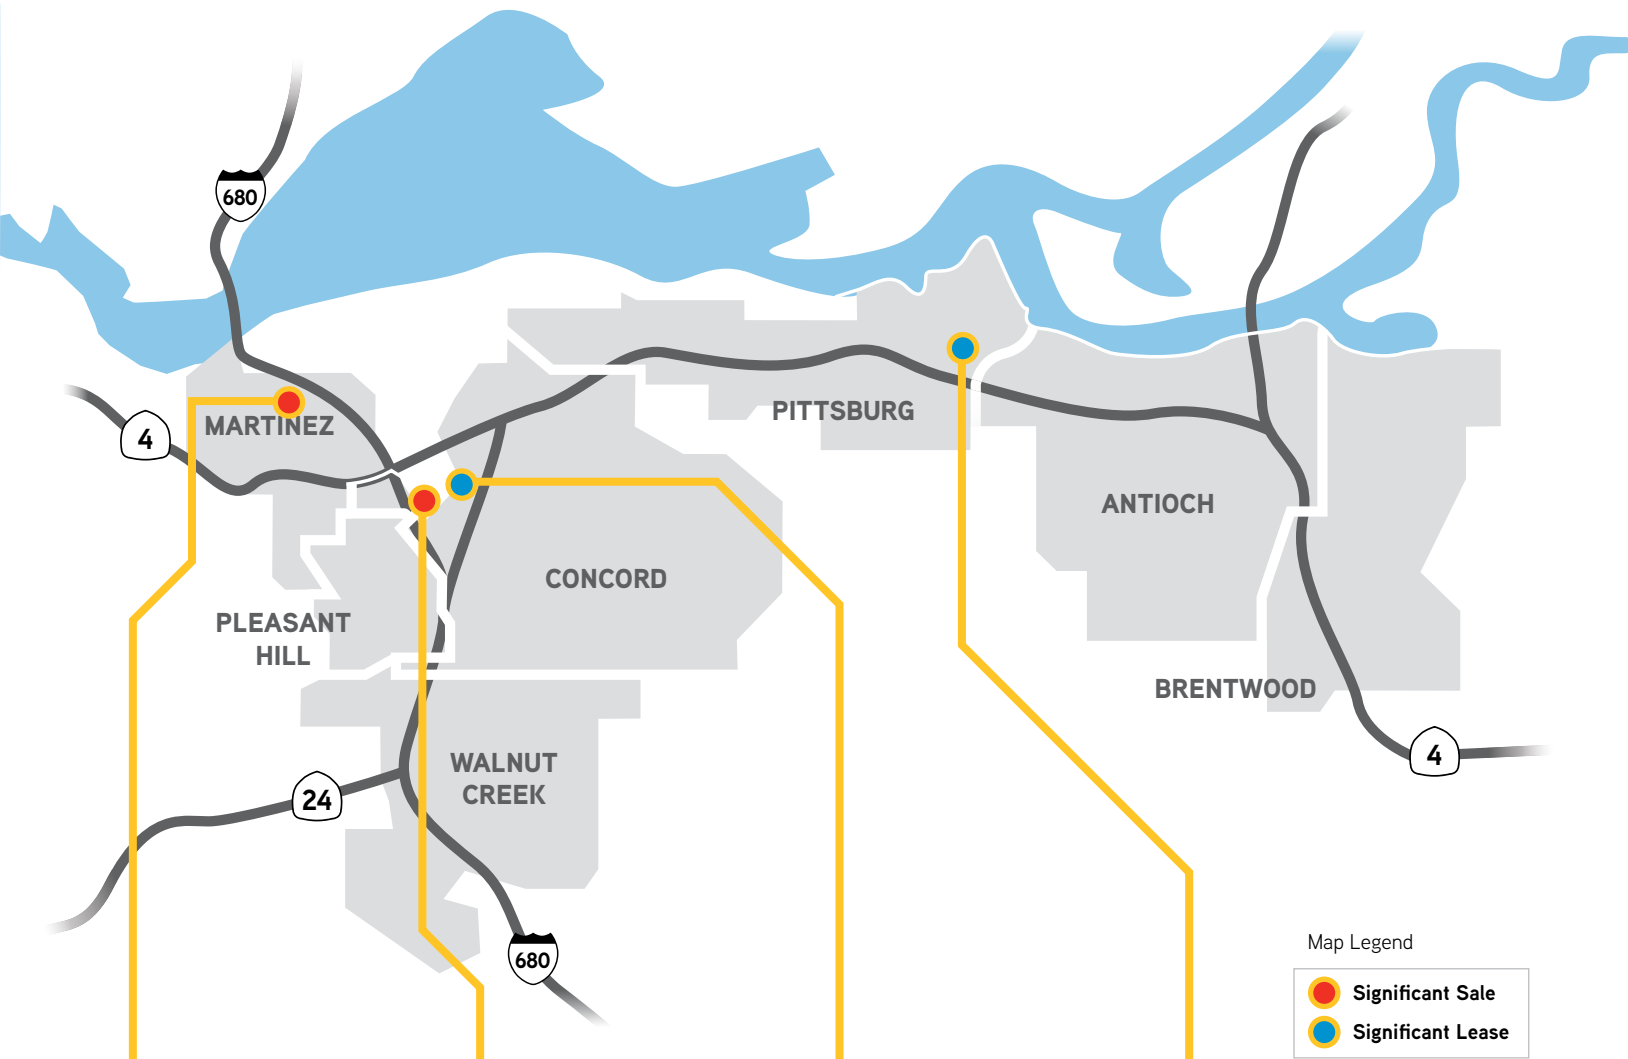 680
MARTINEZ
4
PITTSBURG
ANTIOCH
CONCORD
PLEASANT
HILL
BRENTWOOD
WALNUT
CREEK
4
24
680
Map Legend
Significant Sale
Significant Lease